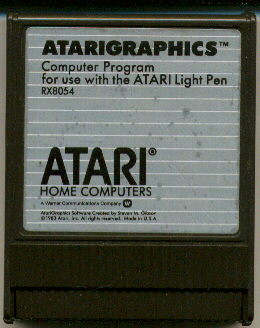 ATARIGRAPHICS™
Computer Program
for use with the ATARI Light Pen
RX8054
ATARI®
HOME COMPUTERS
A Warner Communications Company W
AtariGraphics Software Created by Steven M. Gibson
©1983 Atari, Inc. All rights reserved. Made in U.S.A.